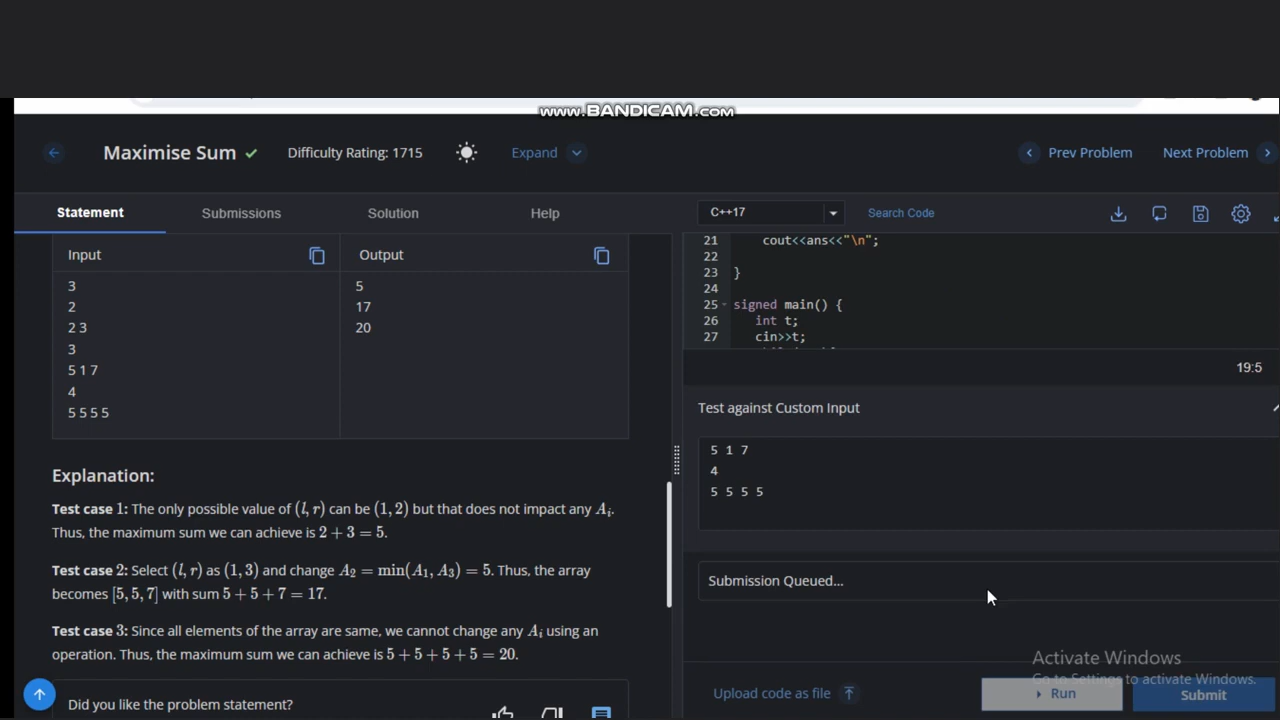 www.BANDICAM.com
Maximise Sum
Difficulty Rating: 1715
Expand
Prev Problem
Next Problem
Statement
Submissions
Solution
Help
C++17
Search Code
Input
Output
3
2
2 3
3
5 1 7
4
5 5 5 5
5
17
20
21 cout<<ans<<"\n";
22
23 }
24
25 signed main() {
26 int t;
27 cin>>t;
19:5
Test against Custom Input
5 1 7
4
5 5 5 5
Submission Queued...
Explanation:
Test case 1: The only possible value of (l, r) can be (1, 2) but that does not impact any A_i.
Thus, the maximum sum we can achieve is 2 + 3 = 5.
Test case 2: Select (l, r) as (1, 3) and change A_2 = min(A_1, A_3) = 5. Thus, the array
becomes [5, 5, 7] with sum 5 + 5 + 7 = 17.
Test case 3: Since all elements of the array are same, we cannot change any A_i using an
operation. Thus, the maximum sum we can achieve is 5 + 5 + 5 + 5 = 20.
Did you like the problem statement?
Activate Windows
Go to Settings to activate Windows.
Upload code as file
Run
Submit